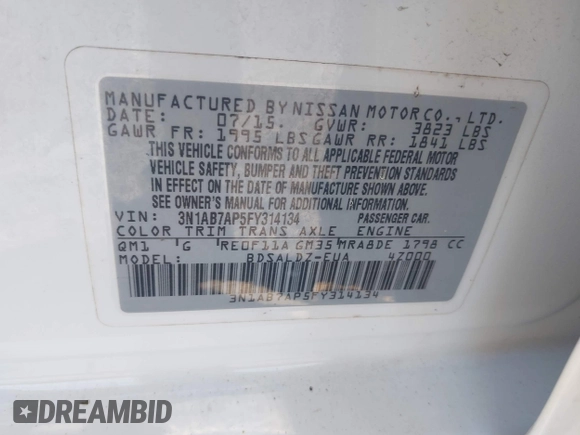 MANUFACTURED BY NISSAN MOTOR CO., LTD.
DATE: 07/15. GVWR: 3823 LBS
GAWR FR: 1995 LBS GAWR RR: 1841 LBS
THIS VEHICLE CONFORMS TO ALL APPLICABLE FEDERAL MOTOR
VEHICLE SAFETY, BUMPER AND THEFT PREVENTION STANDARDS
IN EFFECT ON THE DATE OF MANUFACTURE SHOWN ABOVE.
SEE OWNER'S MANUAL FOR ADDITIONAL INFORMATION.
VIN: 3N1AB7AP5FY314134 PASSENGER CAR.
COLOR TRIM TRANS AXLE ENGINE
QM1 G RE0F11A GM35 MRA8DE 1798 CC
MODEL: BDSALDZ-EUA 4Z000
3N1AB7AP5FY314134
DREAMBID